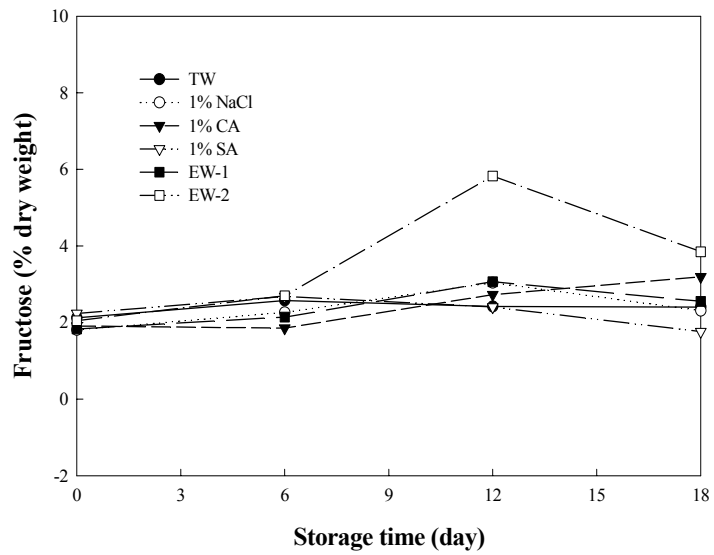 10
8
6
4
2
0
-2
Fructose (% dry weight)
TW
1% NaCl
1% CA
1% SA
EW-1
EW-2
0 3 6 9 12 15 18
Storage time (day)